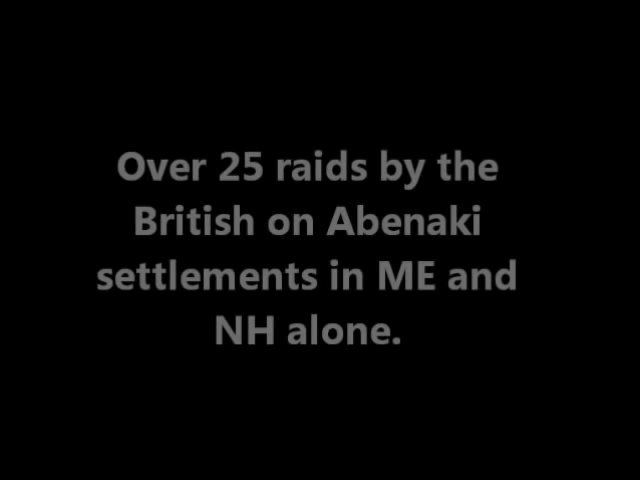 Over 25 raids by the
British on Abenaki
settlements in ME and
NH alone.